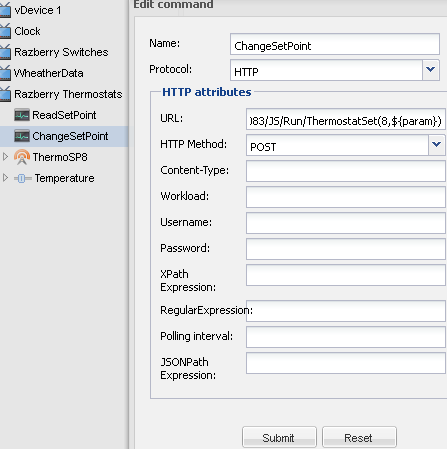 vDevice 1
Clock
Razberry Switches
WheatherData
Razberry Thermostats
ReadSetPoint
ChangeSetPoint
ThermoSP8
Temperature
Edit command
Name: ChangeSetPoint
Protocol: HTTP
HTTP attributes
URL: )83/JS/Run/ThermostatSet(8,${param})
HTTP Method: POST
Content-Type:
Workload:
Username:
Password:
XPath
Expression:
RegularExpression:
Polling interval:
JSONPath
Expression:
Submit Reset